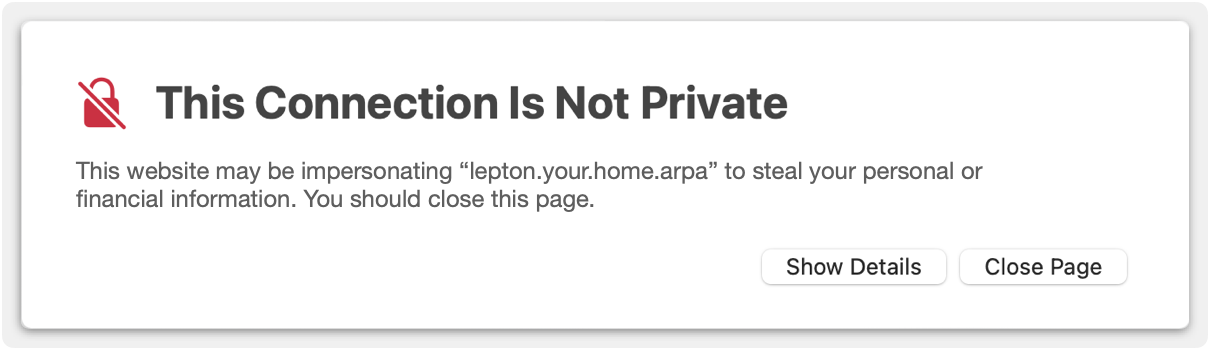 This Connection Is Not Private
This website may be impersonating “lepton.your.home.arpa” to steal your personal or
financial information. You should close this page.
Show Details
Close Page